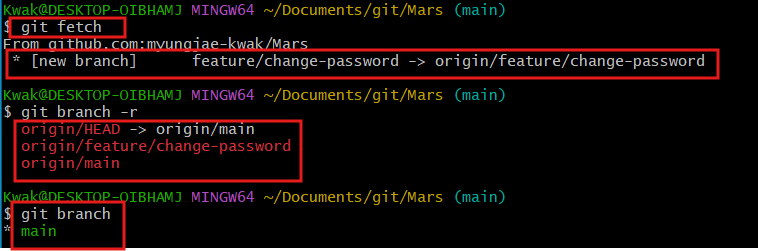 Kwak@DESKTOP-OIBHAMJ MINGW64 ~/Documents/git/Mars (main)
$ git fetch
From github.com:myungjae-kwak/Mars
* [new branch]      feature/change-password -> origin/feature/change-password
Kwak@DESKTOP-OIBHAMJ MINGW64 ~/Documents/git/Mars (main)
$ git branch -r
origin/HEAD -> origin/main
origin/feature/change-password
origin/main
Kwak@DESKTOP-OIBHAMJ MINGW64 ~/Documents/git/Mars (main)
$ git branch
* main